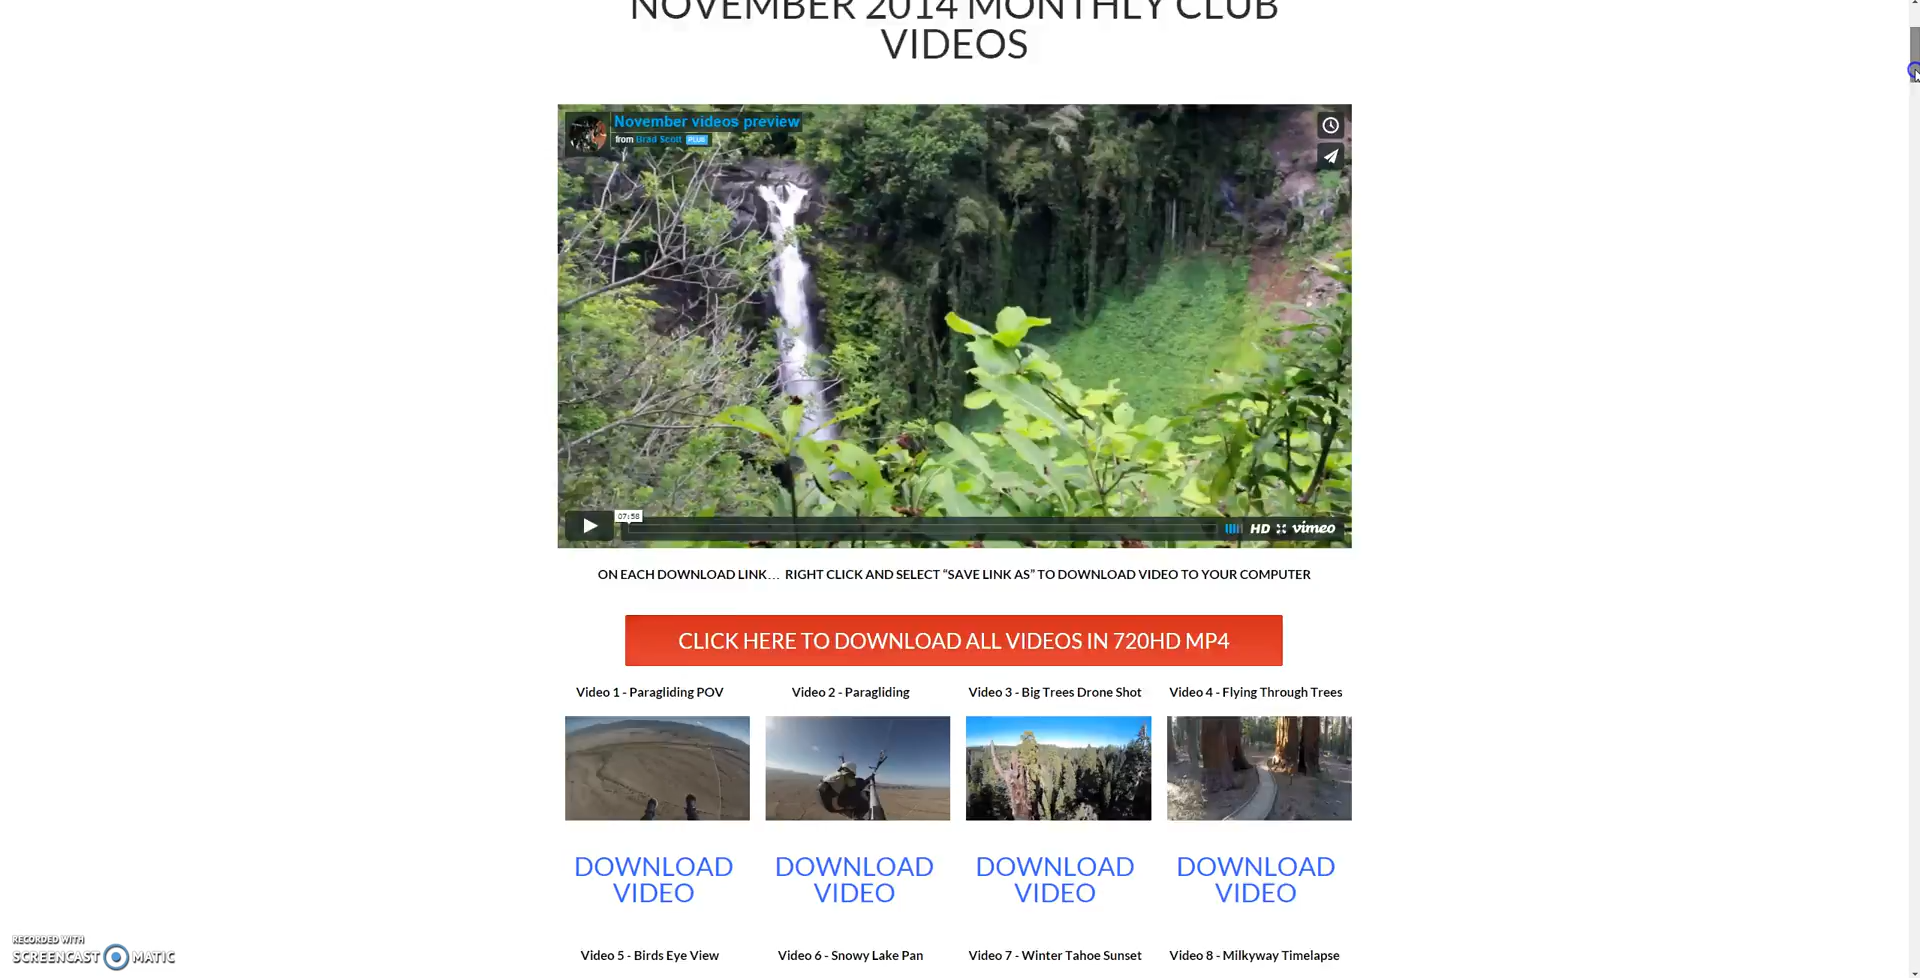 NOVEMBER 2014 MONTHLY CLUB
VIDEOS
November videos preview
from Brad Scott PLUS
07:58
HD vimeo
ON EACH DOWNLOAD LINK… RIGHT CLICK AND SELECT “SAVE LINK AS” TO DOWNLOAD VIDEO TO YOUR COMPUTER
CLICK HERE TO DOWNLOAD ALL VIDEOS IN 720HD MP4
Video 1 - Paragliding POV
Video 2 - Paragliding
Video 3 - Big Trees Drone Shot
Video 4 - Flying Through Trees
DOWNLOAD
VIDEO
DOWNLOAD
VIDEO
DOWNLOAD
VIDEO
DOWNLOAD
VIDEO
Video 5 - Birds Eye View
Video 6 - Snowy Lake Pan
Video 7 - Winter Tahoe Sunset
Video 8 - Milkyway Timelapse
RECORDED WITH
SCREENCAST MATIC